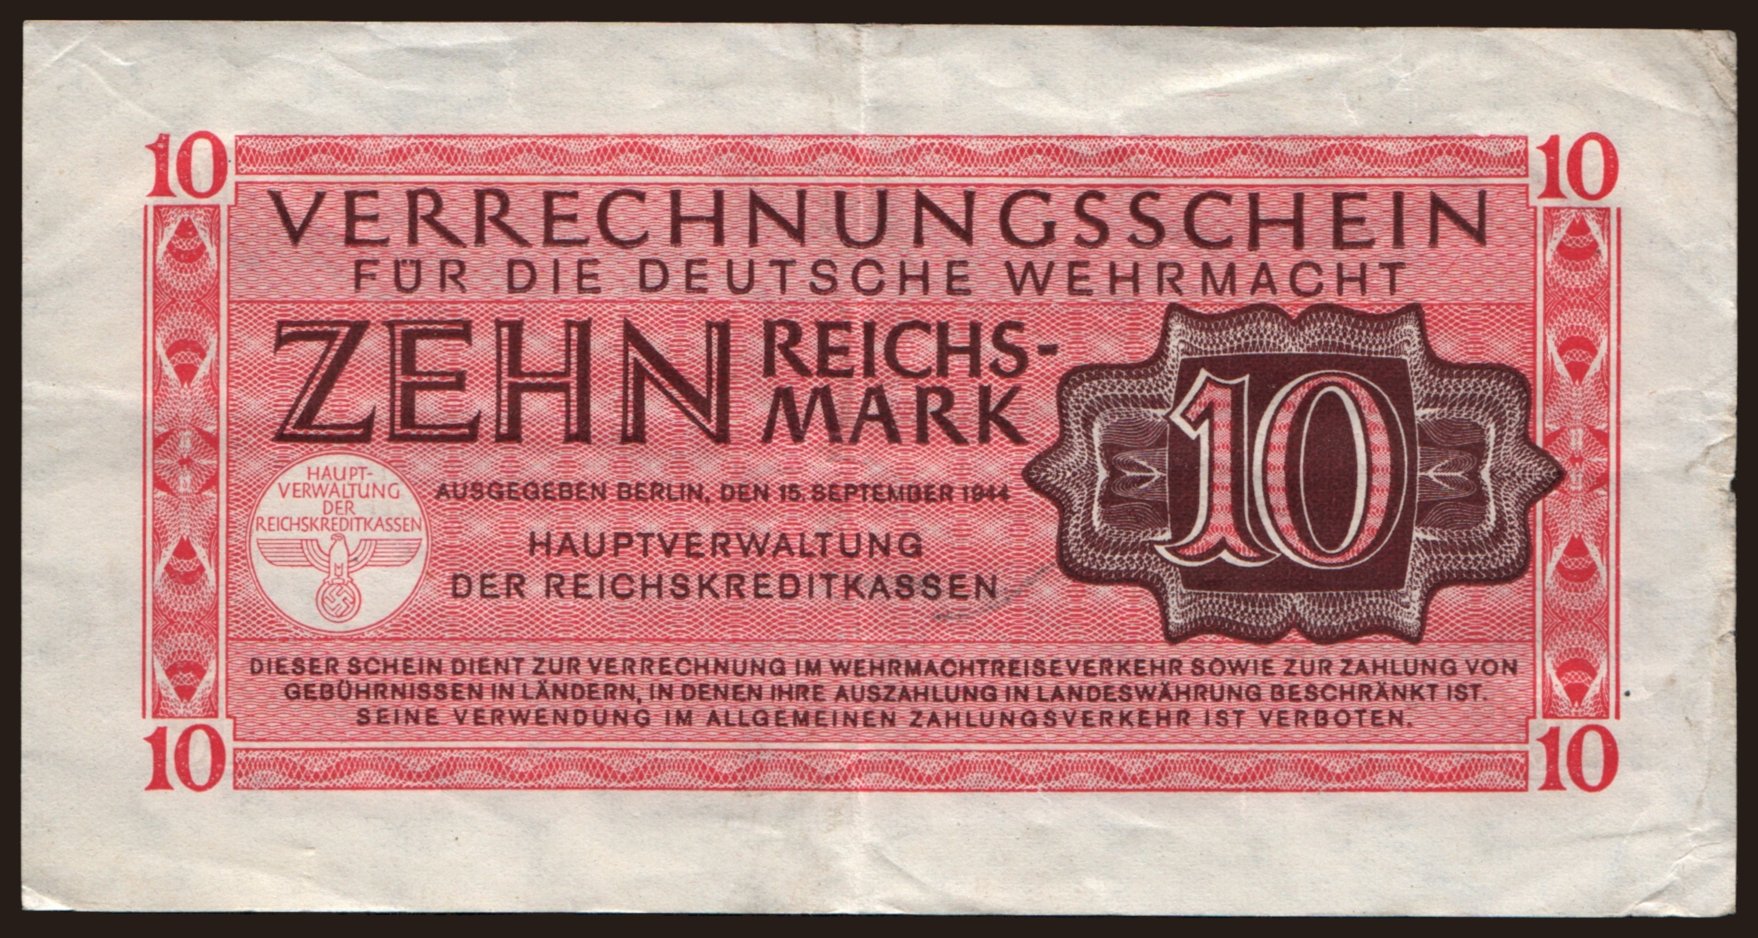 10 10
VERRECHNUNGSSCHEIN
FÜR DIE DEUTSCHE WEHRMACHT
ZEHN REICHS-
MARK
10
HAUPT-
VERWALTUNG
DER
REICHSKREDITKASSEN
AUSGEGEBEN BERLIN, DEN 15. SEPTEMBER 1944
HAUPTVERWALTUNG
DER REICHSKREDITKASSEN
DIESER SCHEIN DIENT ZUR VERRECHNUNG IM WEHRMACHTREISEVERKEHR SOWIE ZUR ZAHLUNG VON
GEBÜHRNISSEN IN LÄNDERN, IN DENEN IHRE AUSZAHLUNG IN LANDESWÄHRUNG BESCHRÄNKT IST.
SEINE VERWENDUNG IM ALLGEMEINEN ZAHLUNGSVERKEHR IST VERBOTEN.
10 10